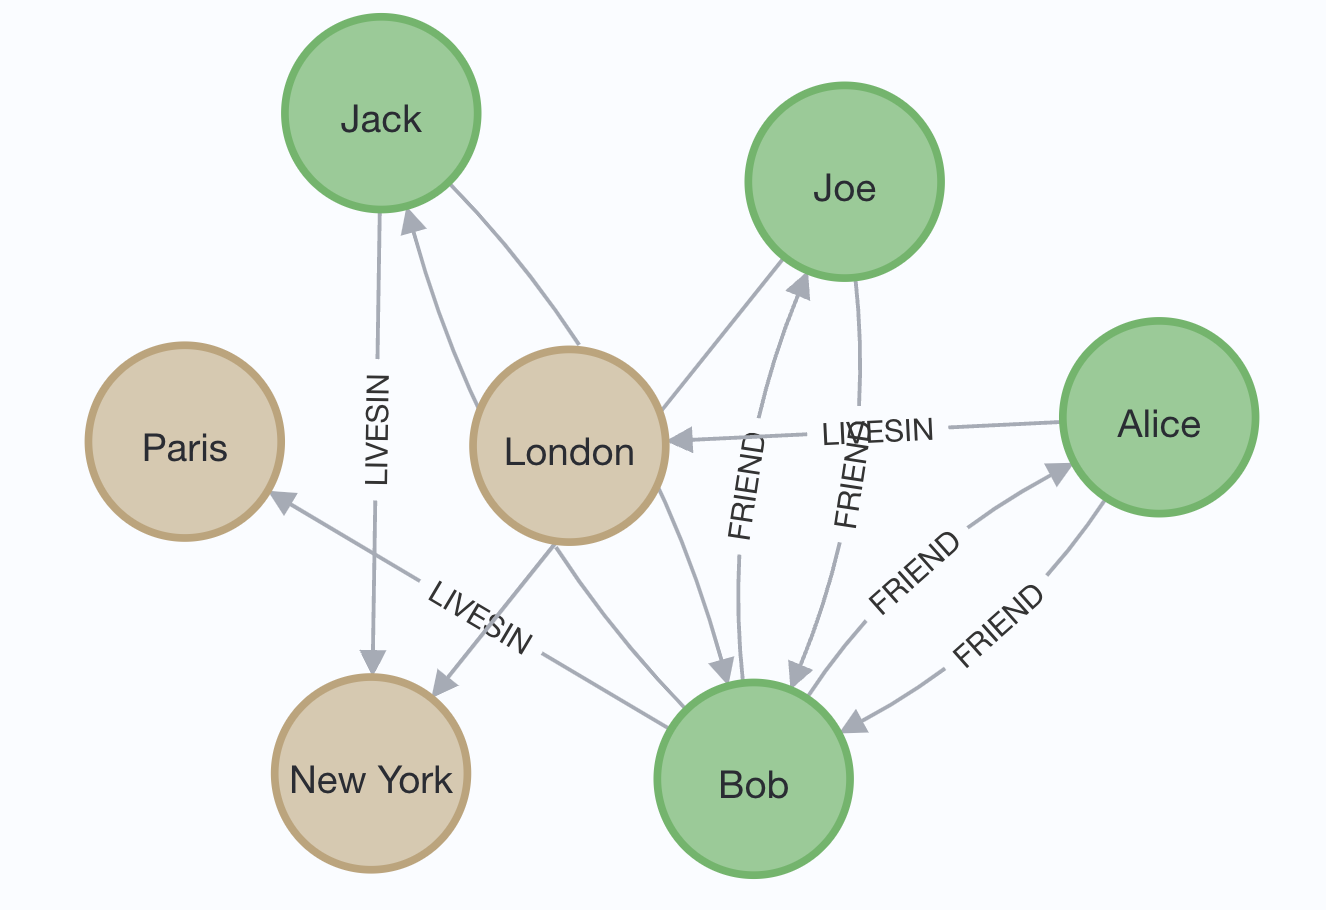 Jack
Joe
Alice
Paris
London
LIVESIN
LIVESIN
FRIEND
FRIEND
FRIEND
FRIEND
LIVESIN
New York
Bob